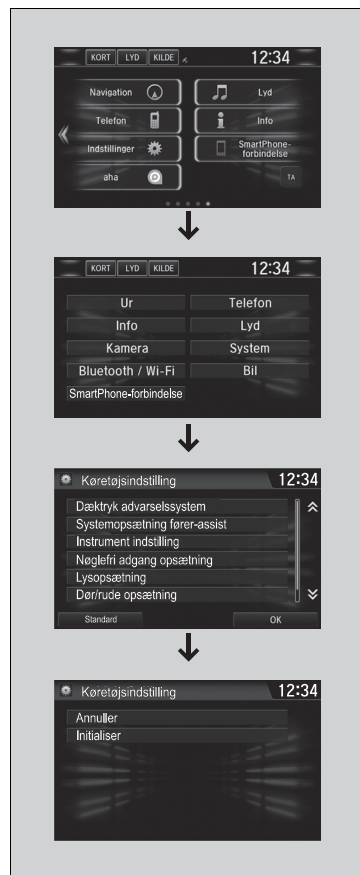 KORT LYD KILDE 12:34
Navigation Lyd
Telefon Info
Indstillinger SmartPhone-
forbindelse
aha TA
KORT LYD KILDE 12:34
Ur Telefon
Info Lyd
Kamera System
Bluetooth / Wi-Fi Bil
SmartPhone-forbindelse
Køretøjsindstilling 12:34
Dæktryk advarselssystem
Systemopsætning fører-assist
Instrument indstilling
Nøglefri adgang opsætning
Lysopsætning
Dør/rude opsætning
Standard OK
Køretøjsindstilling 12:34
Annuller
Initialiser